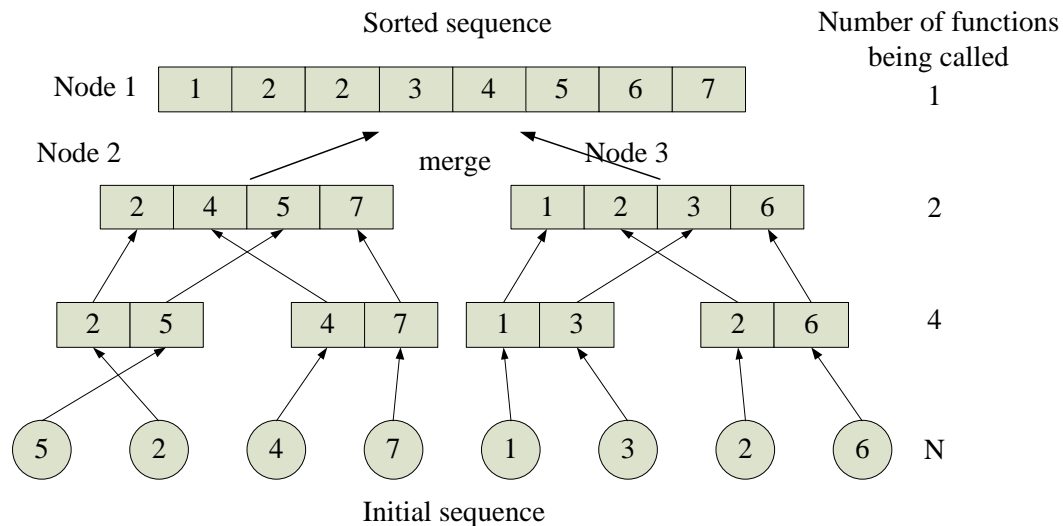 Sorted sequence
Number of functions
being called
Node 1
1 2 2 3 4 5 6 7
1
Node 2
merge
Node 3
2 4 5 7
1 2 3 6
2
2 5
4 7
1 3
2 6
4
5 2 4 7 1 3 2 6
N
Initial sequence